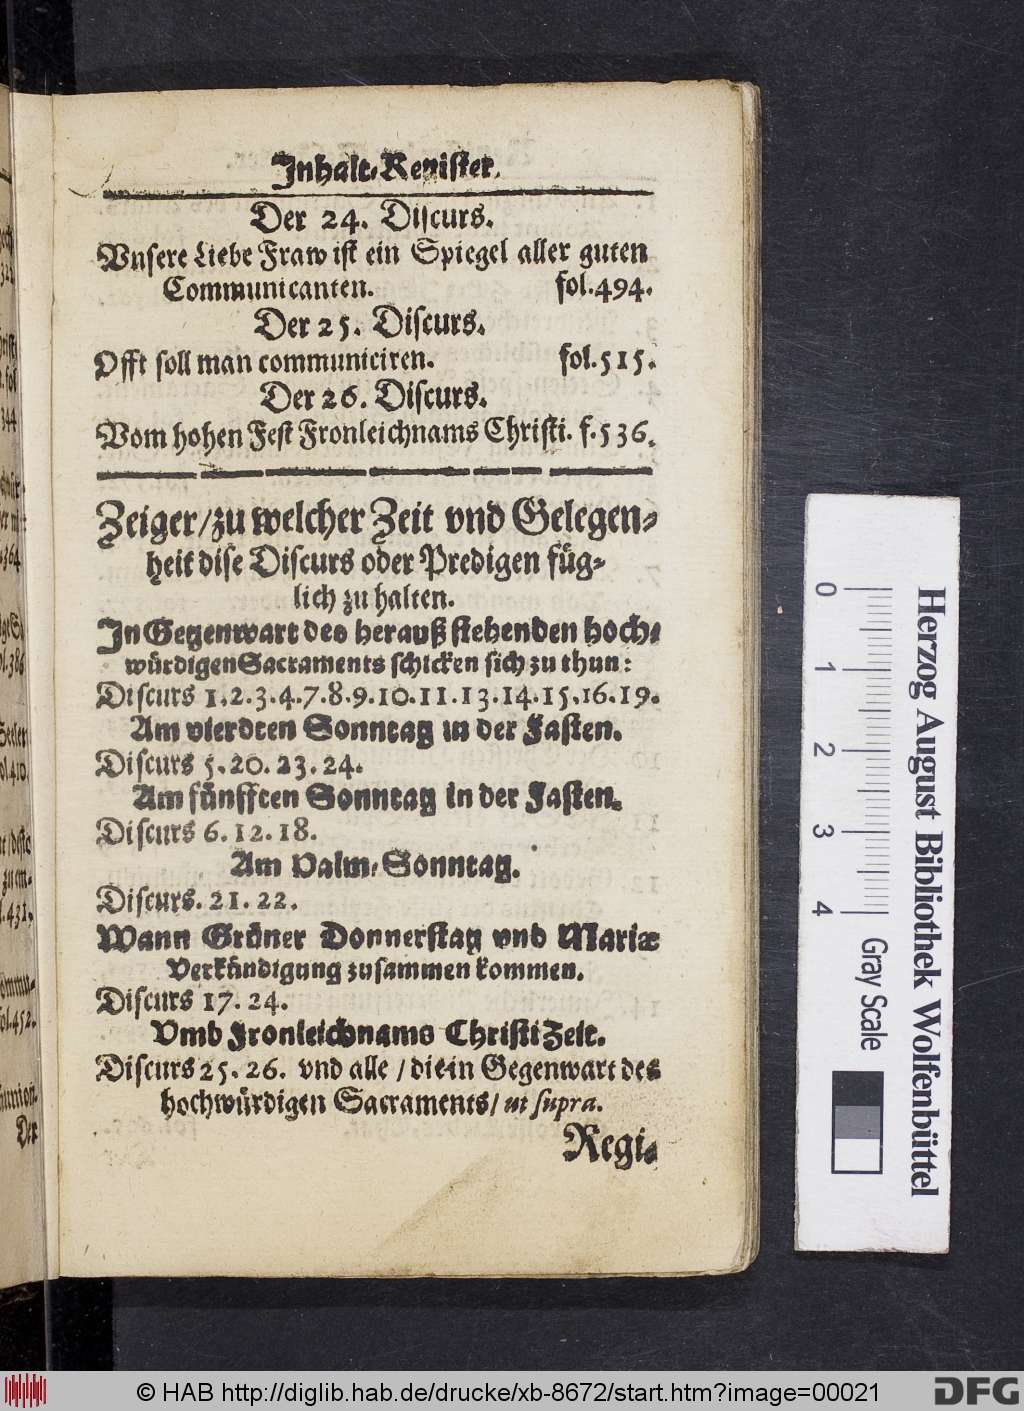 Inhalt-Register.
Der 24. Discurs.
Vnsere Liebe Fraw ist ein Spiegel aller guten
Communicanten. fol.494.
Der 25. Discurs.
Offt soll man communiciren. fol.515.
Der 26. Discurs.
Vom hohen Fest Fronleichnams Christi. f.536.
Zeiger/zu welcher Zeit vnd Gelegen-
heit dise Discurs oder Predigen füg-
lich zu halten.
In Gegenwart des herauß stehenden hoch-
würdigen Sacraments schicken sich zu thun:
Discurs 1.2.3.4.7.8.9.10.11.13.14.15.16.19.
Am vierdten Sonntag in der Fasten.
Discurs 5.20.23.24.
Am fünfften Sonntag in der Fasten.
Discurs 6.12.18.
Am Palm-Sonntag.
Discurs.21.22.
Wann Grüner Donnerstag vnd Mariæ
Verkündigung zusammen kommen.
Discurs 17.24.
Vmb Fronleichnams Christi Zeit.
Discurs 25.26. vnd alle / die in Gegenwart des
hochwürdigen Sacraments/ ut supra.
Regi-
344
Der
0 1 2 3 4
Gray Scale
Herzog August Bibliothek Wolfenbüttel
© HAB http://diglib.hab.de/drucke/xb-8672/start.htm?image=00021
DFG